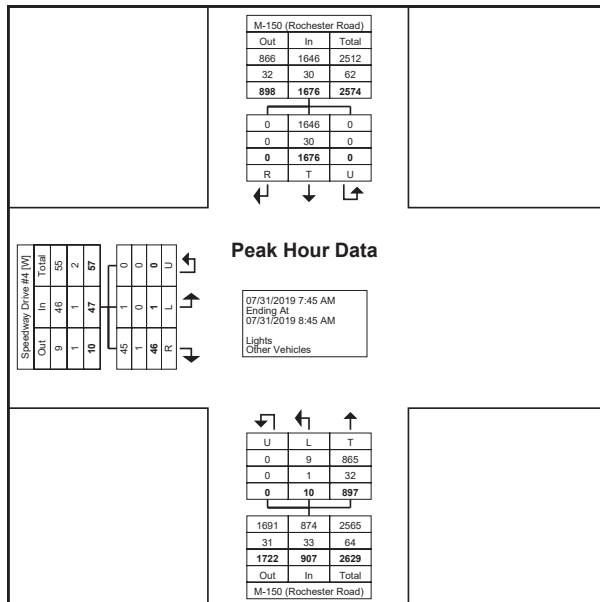 M-150 (Rochester Road)
Out In Total
866 1646 2512
32 30 62
898 1676 2574
0 1646 0
0 30 0
0 1676 0
R T U
Peak Hour Data
Speedway Drive #4 [W]
Out In Total
9 46 55
1 1 2
10 47 57
45 1 0
1 0 0
46 1 0
R L U
07/31/2019 7:45 AM
Ending At
07/31/2019 8:45 AM
Lights
Other Vehicles
U L T
0 9 865
0 1 32
0 10 897
1691 874 2565
31 33 64
1722 907 2629
Out In Total
M-150 (Rochester Road)